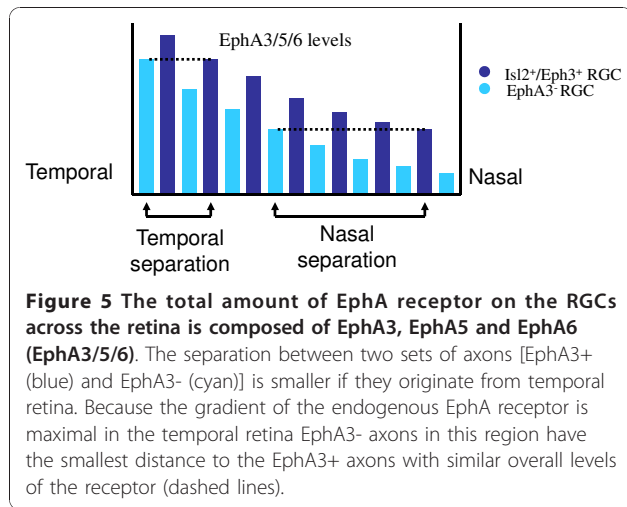 EphA3/5/6 levels
Isl2⁺/Eph3⁺ RGC
EphA3⁻ RGC
Temporal
Nasal
Temporal separation
Nasal separation
Figure 5 The total amount of EphA receptor on the RGCs
across the retina is composed of EphA3, EphA5 and EphA6
(EphA3/5/6). The separation between two sets of axons [EphA3+
(blue) and EphA3- (cyan)] is smaller if they originate from temporal
retina. Because the gradient of the endogenous EphA receptor is
maximal in the temporal retina EphA3- axons in this region have
the smallest distance to the EphA3+ axons with similar overall levels
of the receptor (dashed lines).